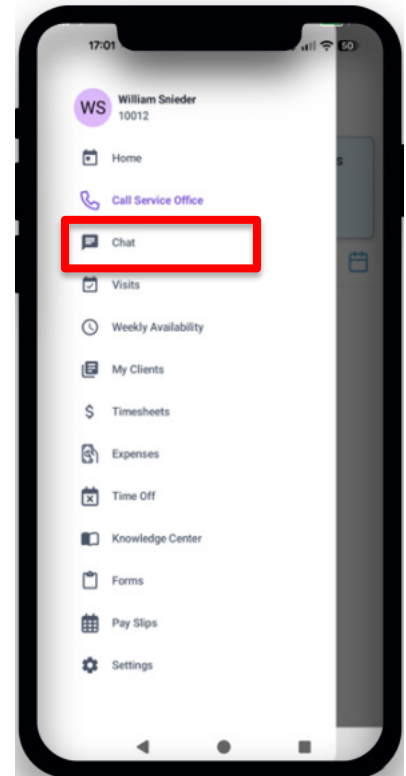 17:01
50
WS
William Snieder
10012
Home
Call Service Office
Chat
Visits
Weekly Availability
My Clients
$ Timesheets
Expenses
Time Off
Knowledge Center
Forms
Pay Slips
Settings
s